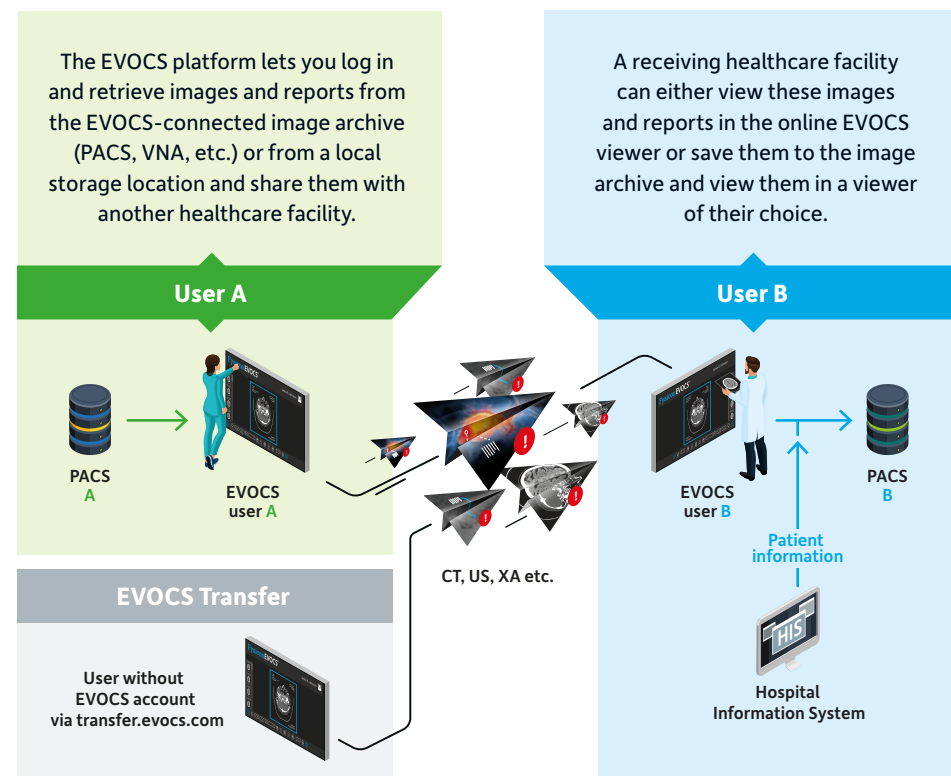 The EVOCS platform lets you log in
and retrieve images and reports from
the EVOCS-connected image archive
(PACS, VNA, etc.) or from a local
storage location and share them with
another healthcare facility.
A receiving healthcare facility
can either view these images
and reports in the online EVOCS
viewer or save them to the image
archive and view them in a viewer
of their choice.
User A
User B
PACS
A
EVOCS
EVOCS
user A
!
!
!
!
!
!
CT, US, XA etc.
EVOCS
EVOCS
user B
PACS
B
Patient
information
HIS
Hospital
Information System
EVOCS Transfer
User without
EVOCS account
via transfer.evocs.com
EVOCS